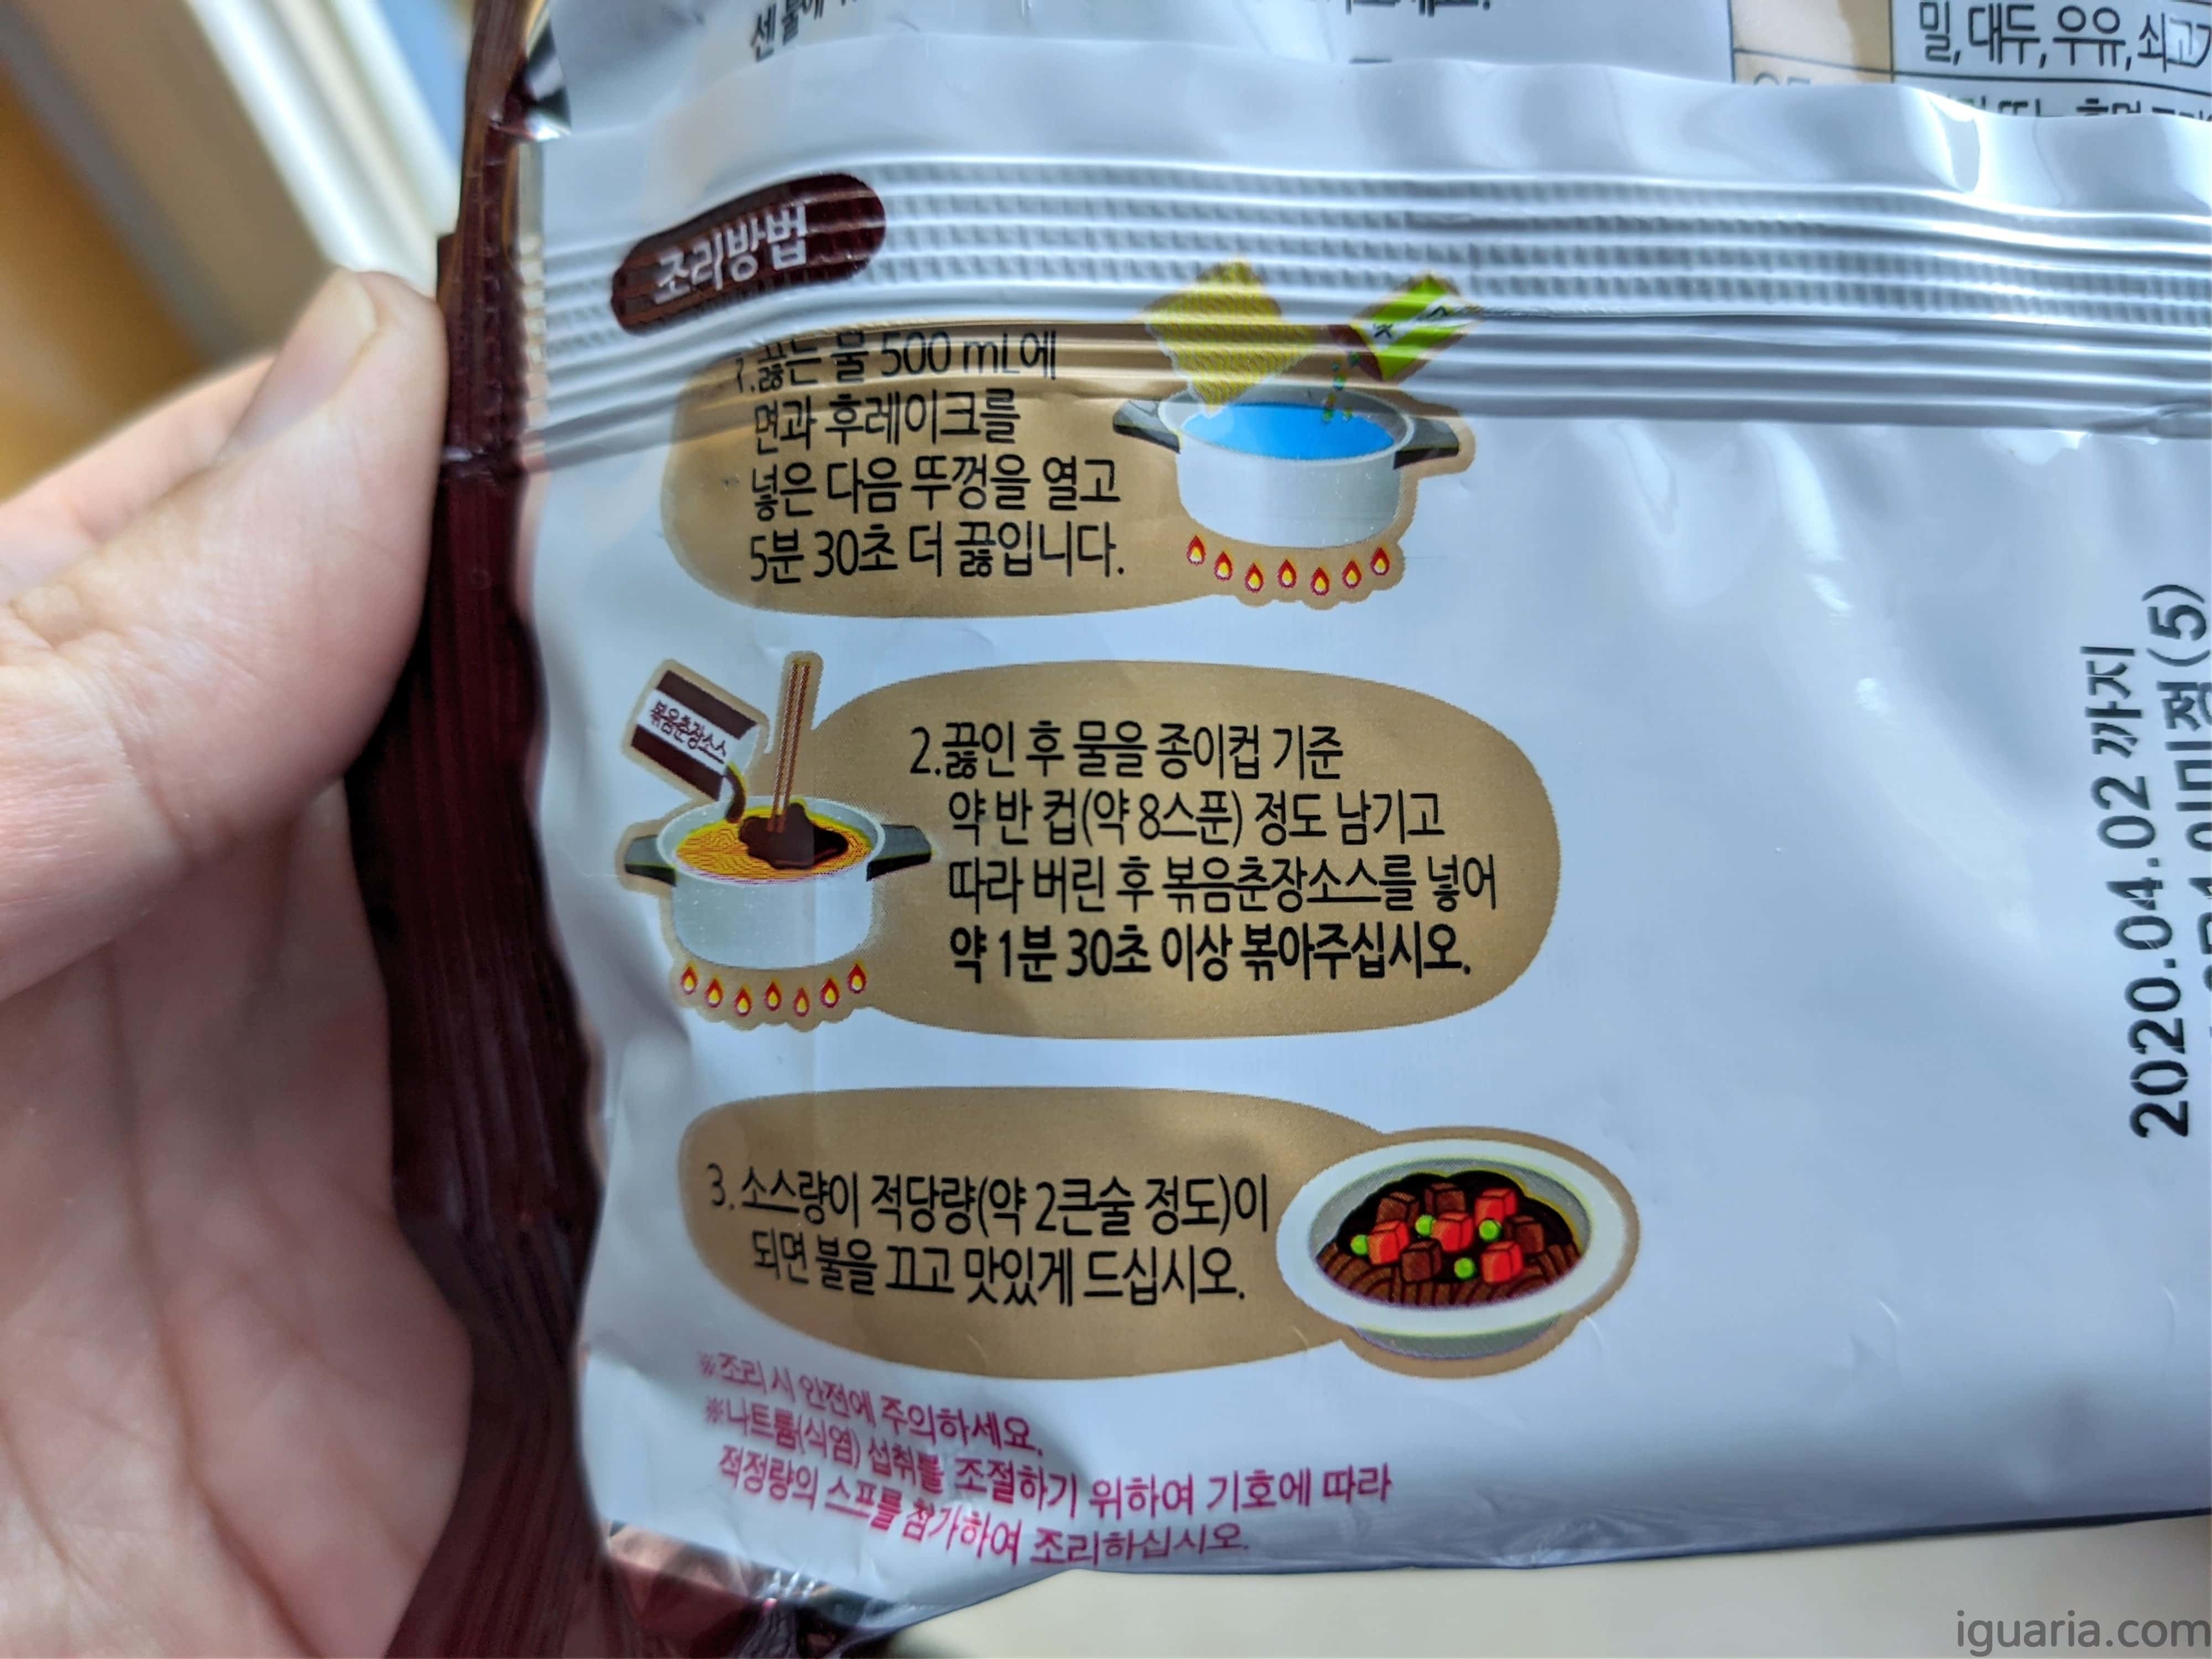 센 불에
밀, 대두, 우유, 쇠고기
조리방법
1.끓는 물 500 mL에
면과 후레이크를
넣은 다음 뚜껑을 열고
5분 30초 더 끓입니다.
볶음춘장소스
2.끓인 후 물을 종이컵 기준
약 반 컵(약 8스푼) 정도 남기고
따라 버린 후 볶음춘장소스를 넣어
약 1분 30초 이상 볶아주십시오.
3. 소스량이 적당량(약 2큰술 정도)이
되면 불을 끄고 맛있게 드십시오.
※조리 시 안전에 주의하세요.
※나트륨(식염) 섭취를 조절하기 위하여 기호에 따라
적정량의 스프를 첨가하여 조리하십시오.
2020.04.02 까지
이미정(5)
iguaria.com